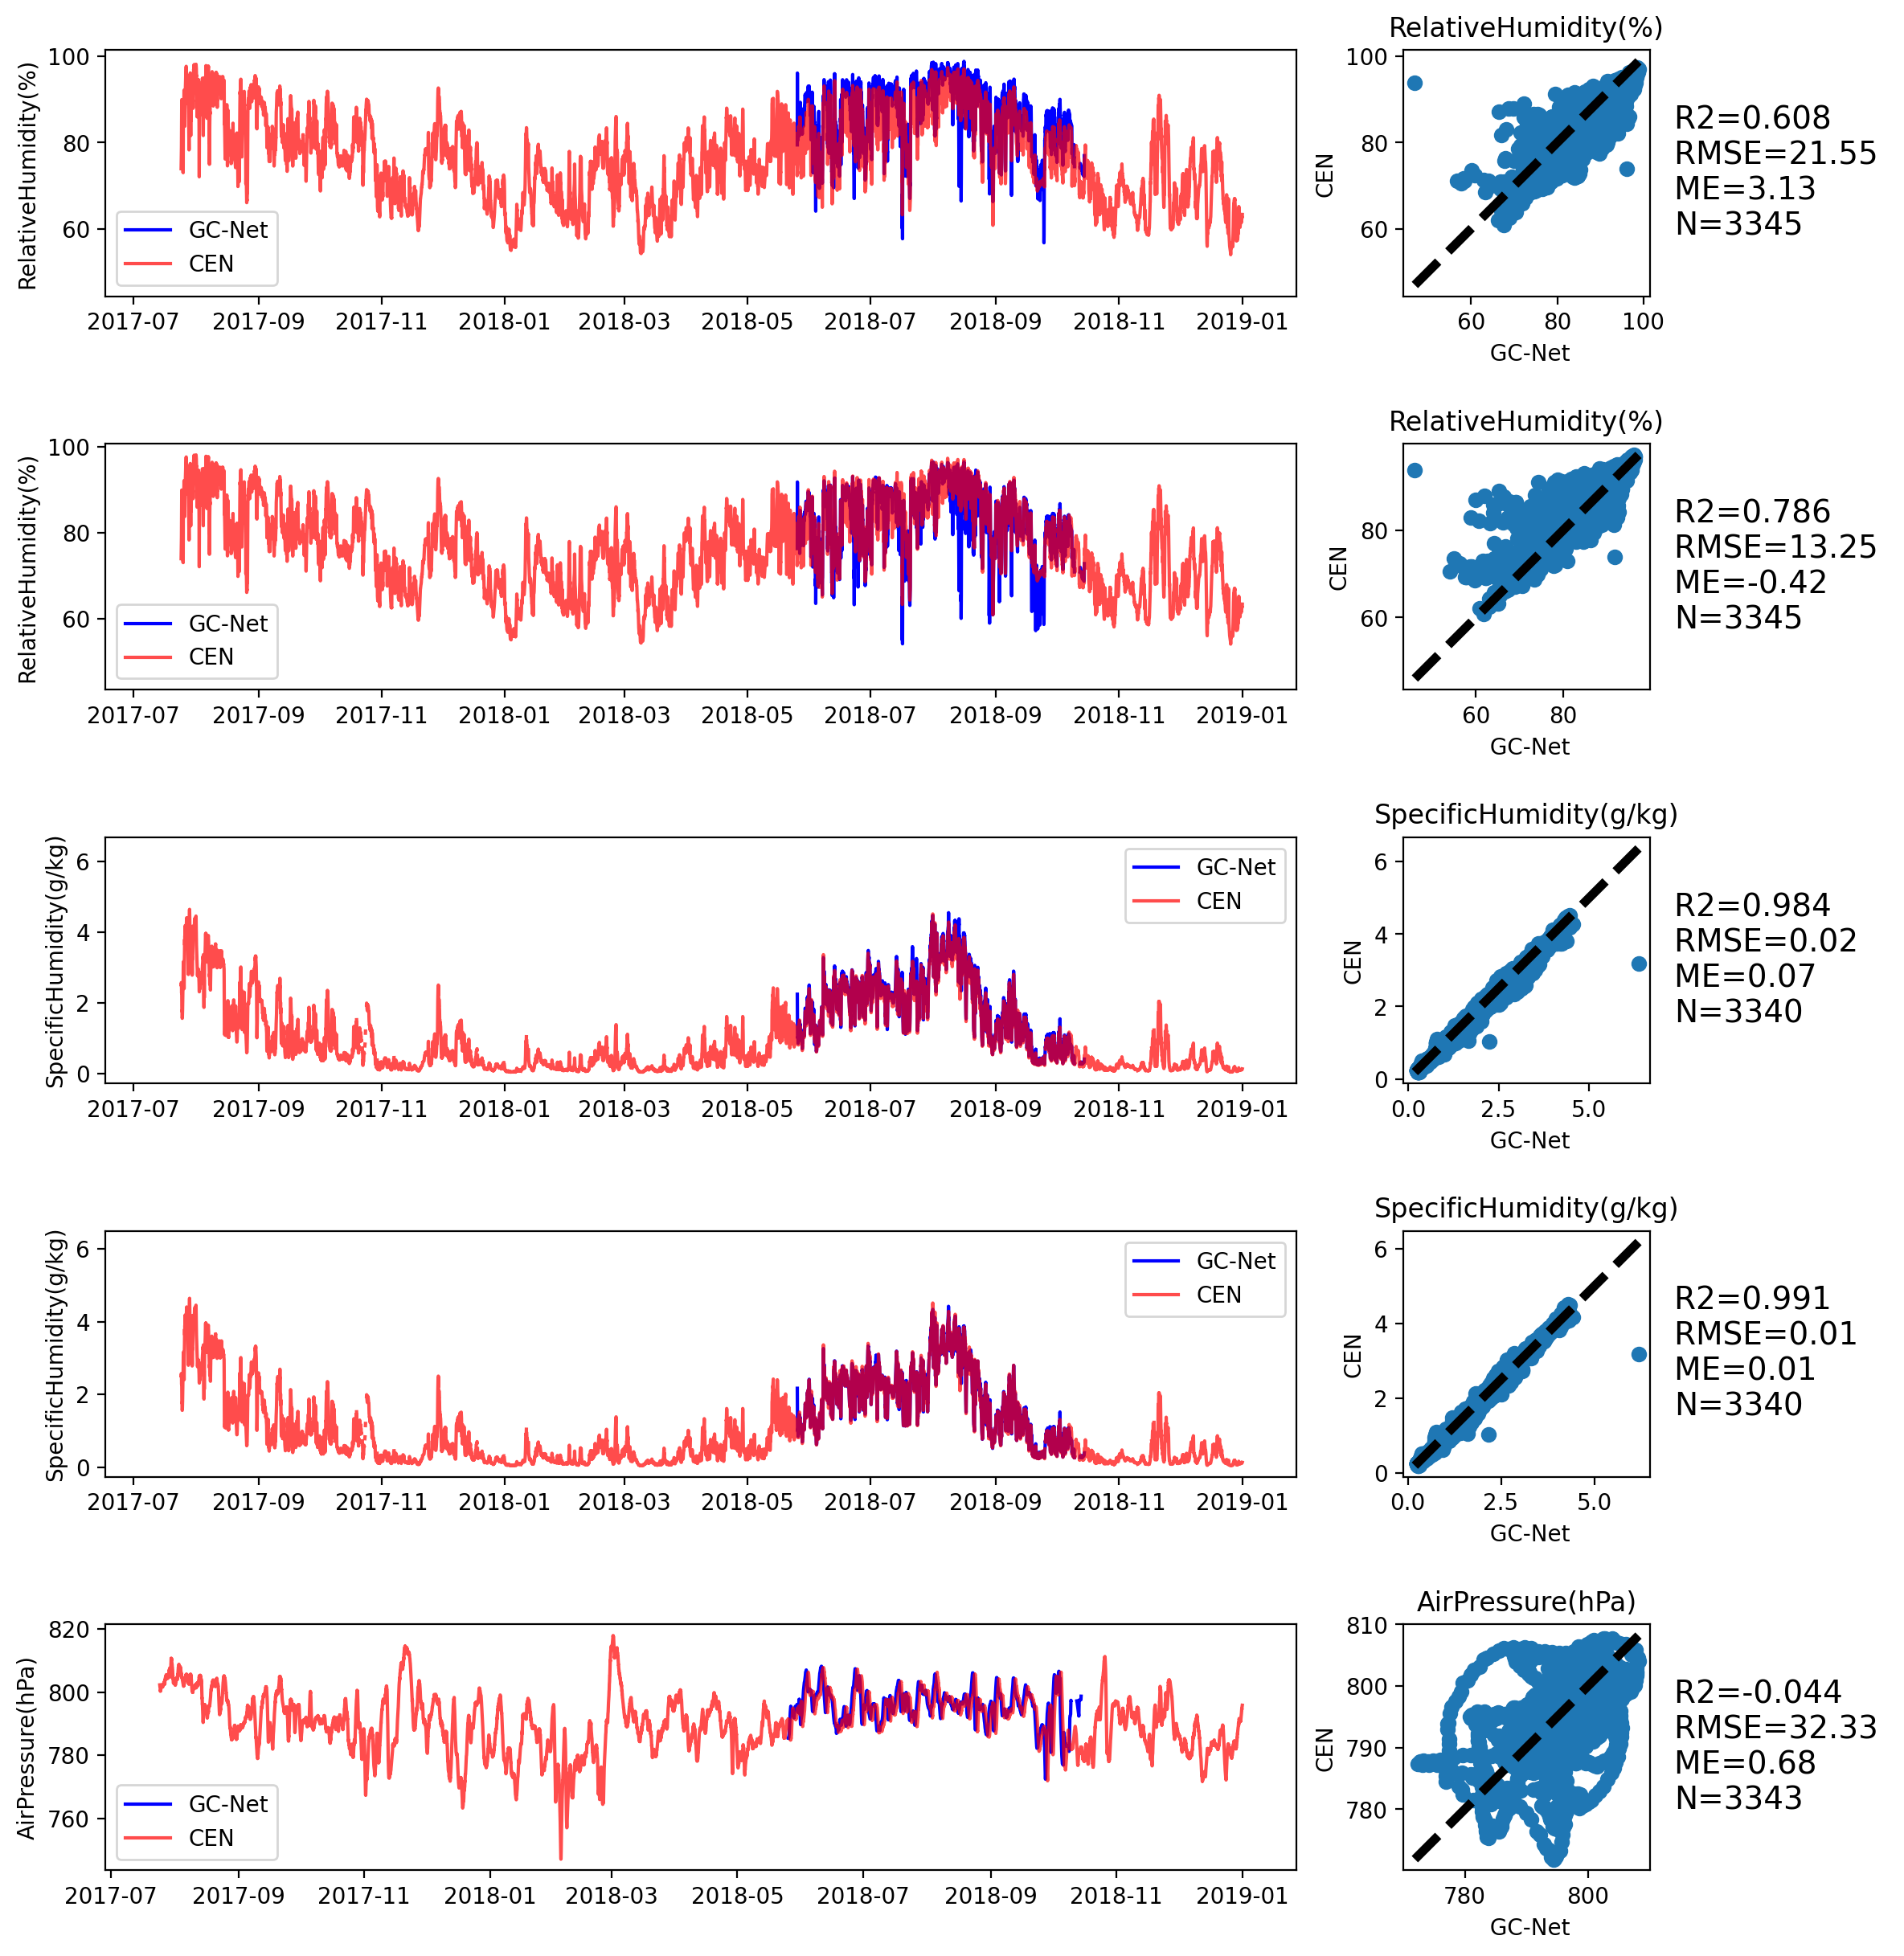 RelativeHumidity(%)
100
80
60
RelativeHumidity(%)
GC-Net
CEN
2017-07 2017-09 2017-11 2018-01 2018-03 2018-05 2018-07 2018-09 2018-11 2019-01
100
80
60
CEN
60 80 100
GC-Net
R2=0.608
RMSE=21.55
ME=3.13
N=3345
RelativeHumidity(%)
100
80
60
RelativeHumidity(%)
GC-Net
CEN
2017-07 2017-09 2017-11 2018-01 2018-03 2018-05 2018-07 2018-09 2018-11 2019-01
80
60
CEN
60 80
GC-Net
R2=0.786
RMSE=13.25
ME=-0.42
N=3345
SpecificHumidity(g/kg)
6
4
2
0
SpecificHumidity(g/kg)
GC-Net
CEN
2017-07 2017-09 2017-11 2018-01 2018-03 2018-05 2018-07 2018-09 2018-11 2019-01
6
4
2
0
CEN
0.0 2.5 5.0
GC-Net
R2=0.984
RMSE=0.02
ME=0.07
N=3340
SpecificHumidity(g/kg)
6
4
2
0
SpecificHumidity(g/kg)
GC-Net
CEN
2017-07 2017-09 2017-11 2018-01 2018-03 2018-05 2018-07 2018-09 2018-11 2019-01
6
4
2
0
CEN
0.0 2.5 5.0
GC-Net
R2=0.991
RMSE=0.01
ME=0.01
N=3340
AirPressure(hPa)
820
800
780
760
AirPressure(hPa)
GC-Net
CEN
2017-07 2017-09 2017-11 2018-01 2018-03 2018-05 2018-07 2018-09 2018-11 2019-01
810
800
790
780
CEN
780 800
GC-Net
R2=-0.044
RMSE=32.33
ME=0.68
N=3343